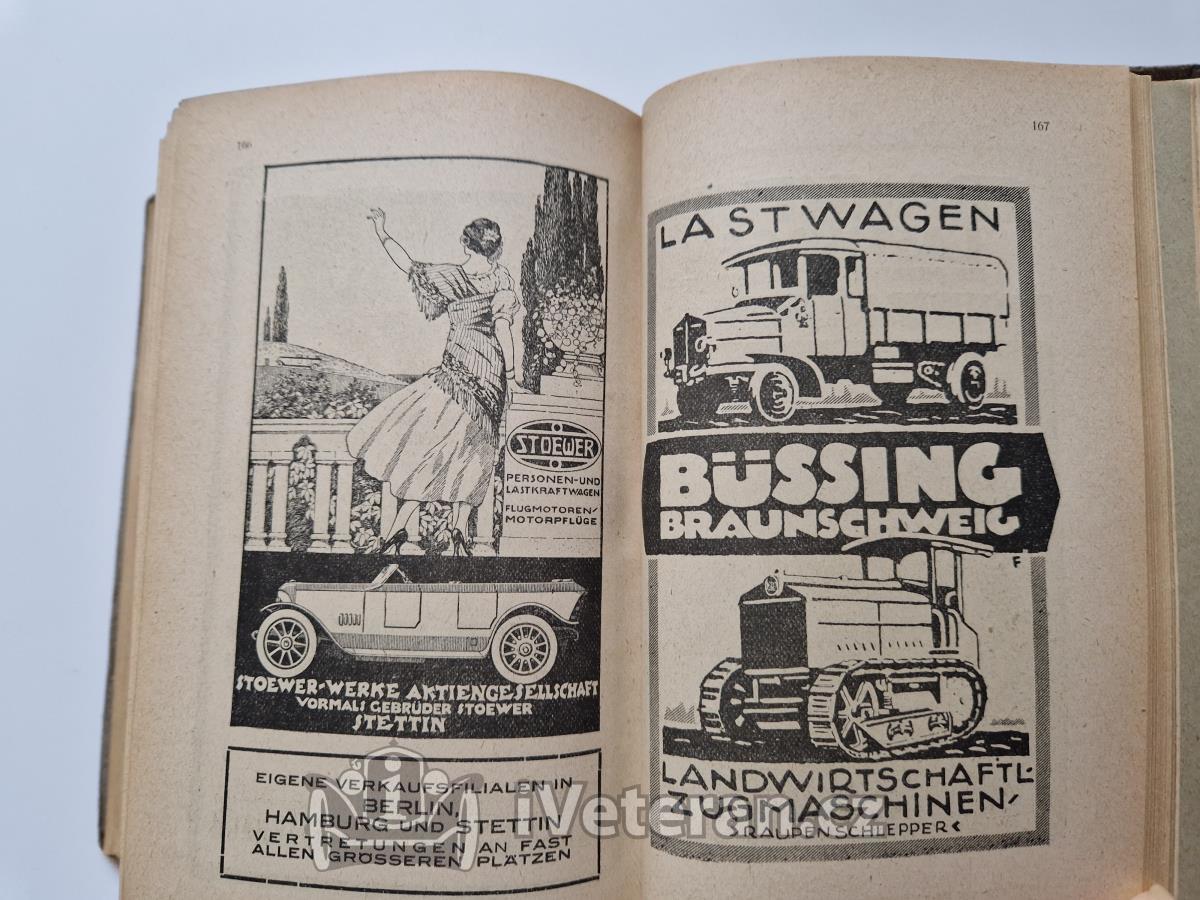 166
STOEWER
PERSONEN-UND
LASTKRAFTWAGEN
FLUGMOTOREN/
MOTORPFLÜGE
STOEWER-WERKE AKTIENGESELLSCHAFT
VORMALS GEBRÜDER STOEWER
STETTIN
EIGENE VERKAUFSFILIALEN IN
BERLIN,
HAMBURG UND STETTIN
VERTRETUNGEN AN FAST
ALLEN GRÖSSEREN PLÄTZEN
167
LASTWAGEN
BÜSSING
BRAUNSCHWEIG
F
LANDWIRTSCHAFTL-
ZUGMASCHINEN/
>RAUPENSCHLEPPER<
iVeteran.cz